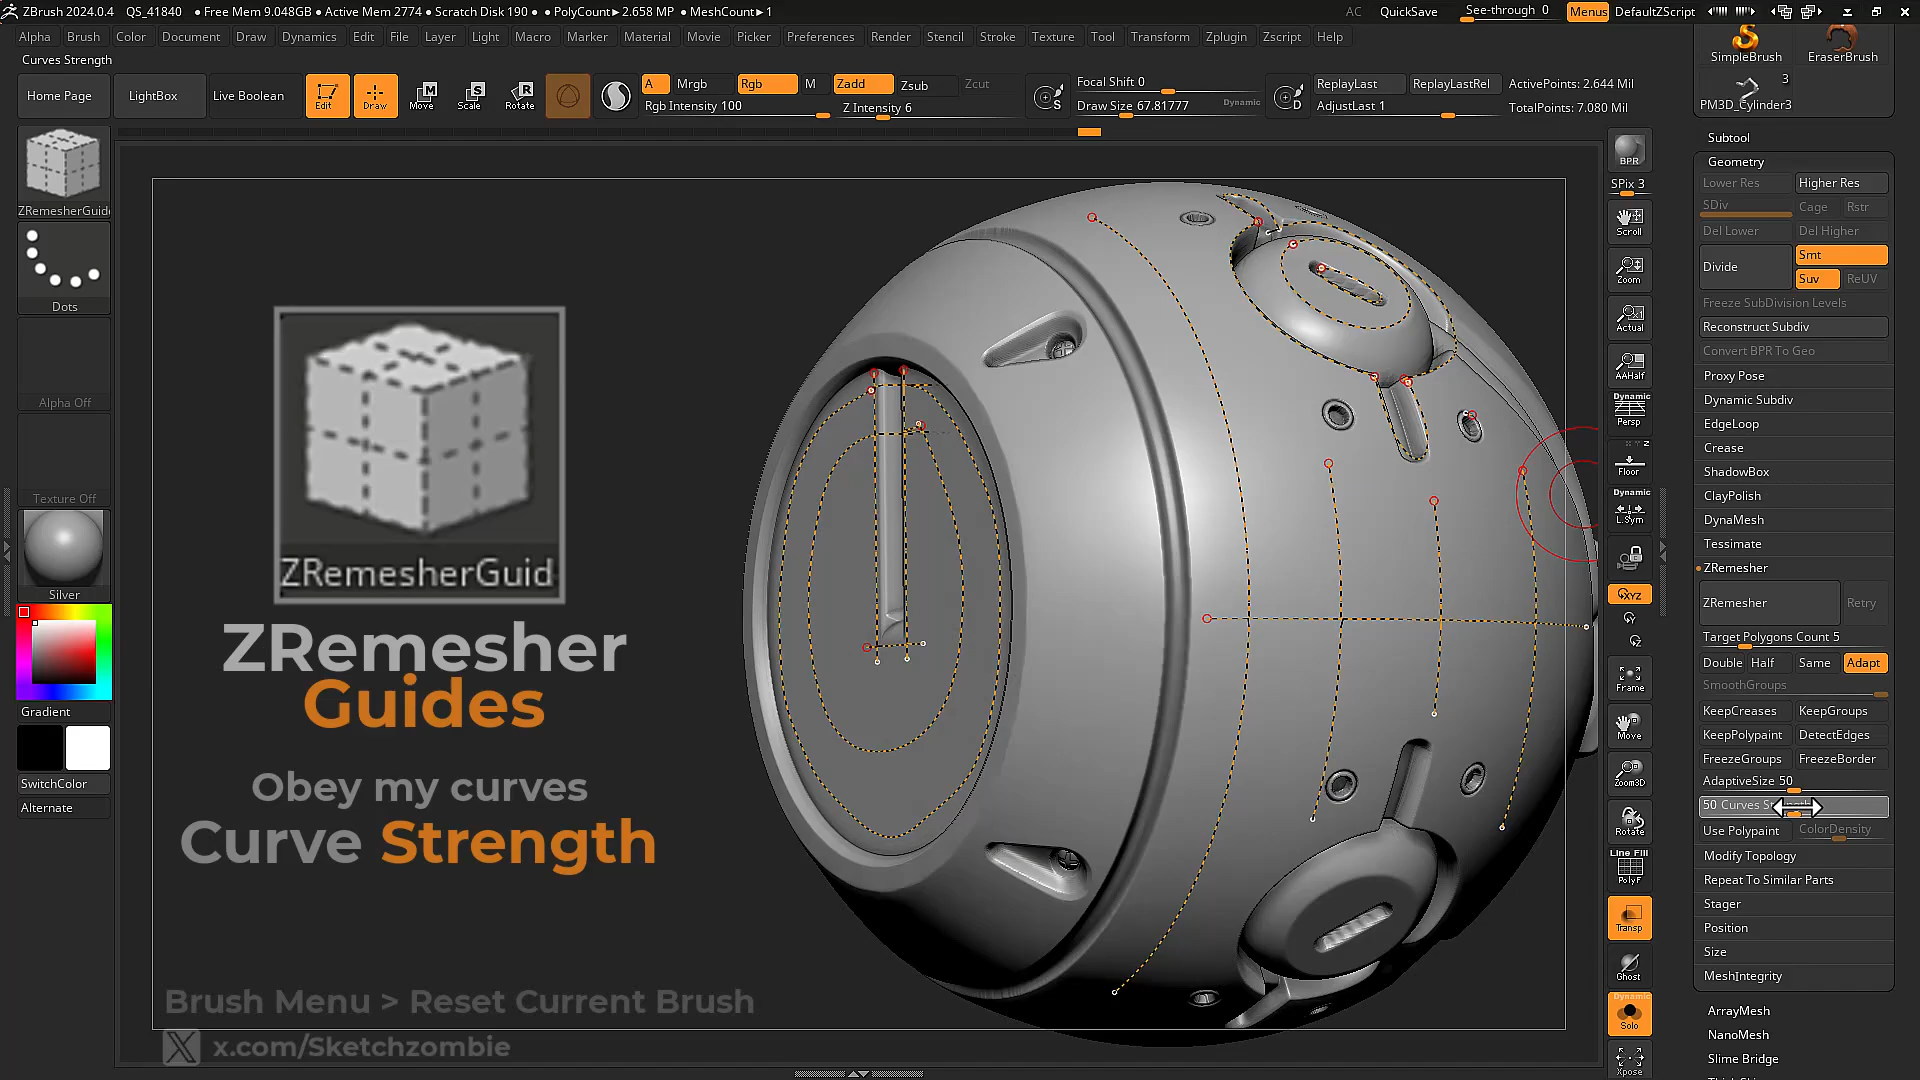 ZBrush 2024.0.4 QS_41840 • Free Mem 9.048GB • Active Mem 2774 • Scratch Disk 190 • • PolyCount▸2.658 MP • MeshCount▸1
AC QuickSave See-through 0 Menus DefaultZScript
Alpha Brush Color Document Draw Dynamics Edit File Layer Light Macro Marker Material Movie Picker Preferences Render Stencil Stroke Texture Tool Transform Zplugin Zscript Help
Curves Strength
Home Page LightBox Live Boolean Edit Draw Move Scale Rotate
A Mrgb Rgb M Zadd Zsub Zcut
Rgb Intensity 100 Z Intensity 6
Focal Shift 0
Draw Size 67.81777 Dynamic
ReplayLast ReplayLastRel
AdjustLast 1
ActivePoints: 2.644 Mil
TotalPoints: 7.080 Mil
ZRemesherGuid
Dots
Alpha Off
Texture Off
Silver
Gradient
SwitchColor
Alternate
ZRemesherGuid
ZRemesher
Guides
Obey my curves
Curve Strength
Brush Menu > Reset Current Brush
x.com/Sketchzombie
BPR
SPix 3
Scroll
Zoom
Actual
AAHalf
Dynamic
Persp
Floor
Dynamic
L.Sym
XYZ
Frame
Move
Zoom3D
Rotate
Line Fill
PolyF
Transp
Ghost
Dynamic
Solo
Xpose
SimpleBrush EraserBrush
3
PM3D_Cylinder3
Subtool
Geometry
Lower Res Higher Res
SDiv Cage Rstr
Del Lower Del Higher
Divide Smt
Suv ReUV
Freeze SubDivision Levels
Reconstruct Subdiv
Convert BPR To Geo
Proxy Pose
Dynamic Subdiv
EdgeLoop
Crease
ShadowBox
ClayPolish
DynaMesh
Tessimate
ZRemesher
ZRemesher Retry
Target Polygons Count 5
Double Half Same Adapt
SmoothGroups
KeepCreases KeepGroups
KeepPolypaint DetectEdges
FreezeGroups FreezeBorder
AdaptiveSize 50
50 Curves Strength
Use Polypaint ColorDensity
Modify Topology
Repeat To Similar Parts
Stager
Position
Size
MeshIntegrity
ArrayMesh
NanoMesh
Slime Bridge